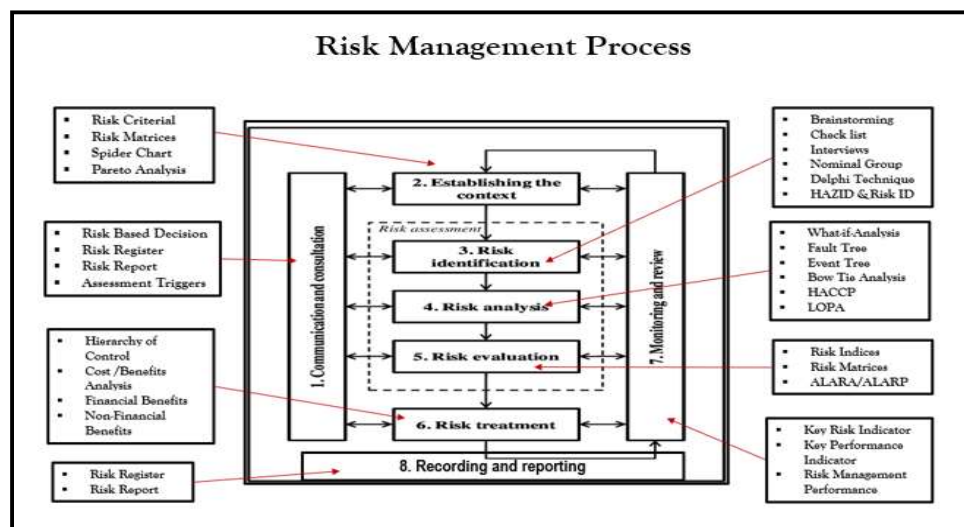 Risk Management Process
▪ Risk Criterial
▪ Risk Matrices
▪ Spider Chart
▪ Pareto Analysis
▪ Risk Based Decision
▪ Risk Register
▪ Risk Report
▪ Assessment Triggers
▪ Hierarchy of
Control
▪ Cost /Benefits
Analysis
▪ Financial Benefits
▪ Non-Financial
Benefits
▪ Risk Register
▪ Risk Report
1. Communication and consultation
2. Establishing the
context
Risk assessment
3. Risk
identification
4. Risk analysis
5. Risk evaluation
6. Risk treatment
7. Monitoring and review
8. Recording and reporting
▪ Brainstorming
▪ Check list
▪ Interviews
▪ Nominal Group
▪ Delphi Technique
▪ HAZID &Risk ID
▪ What-if-Analysis
▪ Fault Tree
▪ Event Tree
▪ Bow Tie Analysis
▪ HACCP
▪ LOPA
▪ Risk Indices
▪ Risk Matrices
▪ ALARA/ALARP
▪ Key Risk Indicator
▪ Key Performance
Indicator
▪ Risk Management
Performance